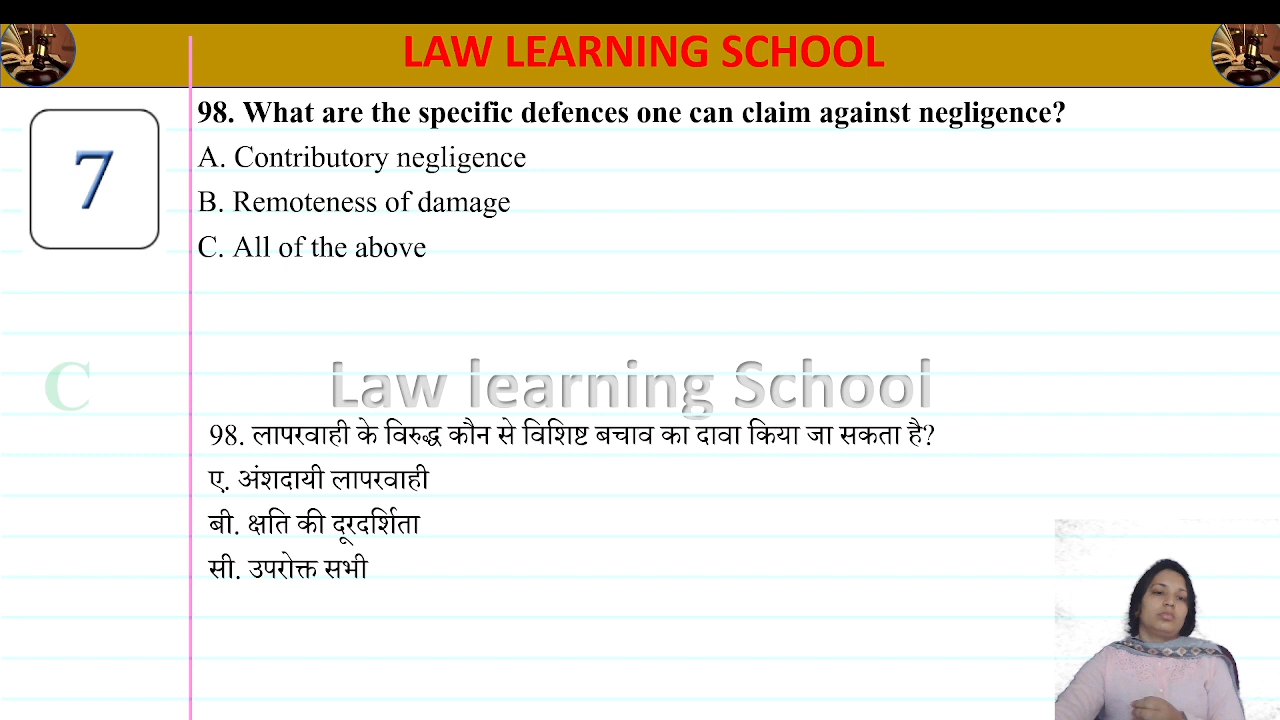 LAW LEARNING SCHOOL
7
98. What are the specific defences one can claim against negligence?
A. Contributory negligence
B. Remoteness of damage
C. All of the above
C
Law learning School
98. लापरवाही के विरुद्ध कौन से विशिष्ट बचाव का दावा किया जा सकता है?
ए. अंशदायी लापरवाही
बी. क्षति की दूरदर्शिता
सी. उपरोक्त सभी